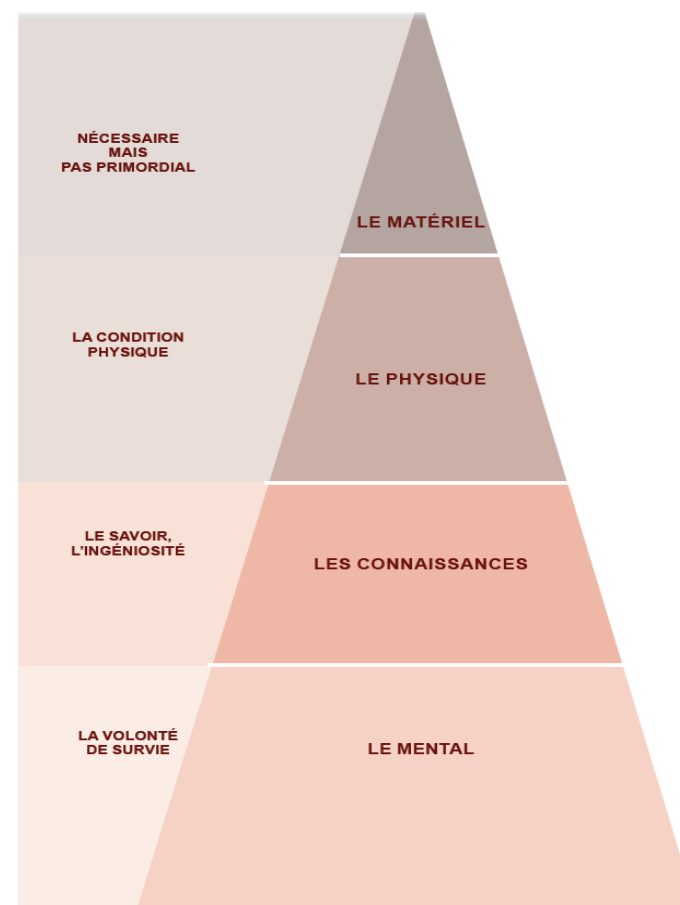 NÉCESSAIRE
MAIS
PAS PRIMORDIAL
LE MATÉRIEL
LA CONDITION
PHYSIQUE
LE PHYSIQUE
LE SAVOIR,
L’INGÉNIOSITÉ
LES CONNAISSANCES
LA VOLONTÉ
DE SURVIE
LE MENTAL